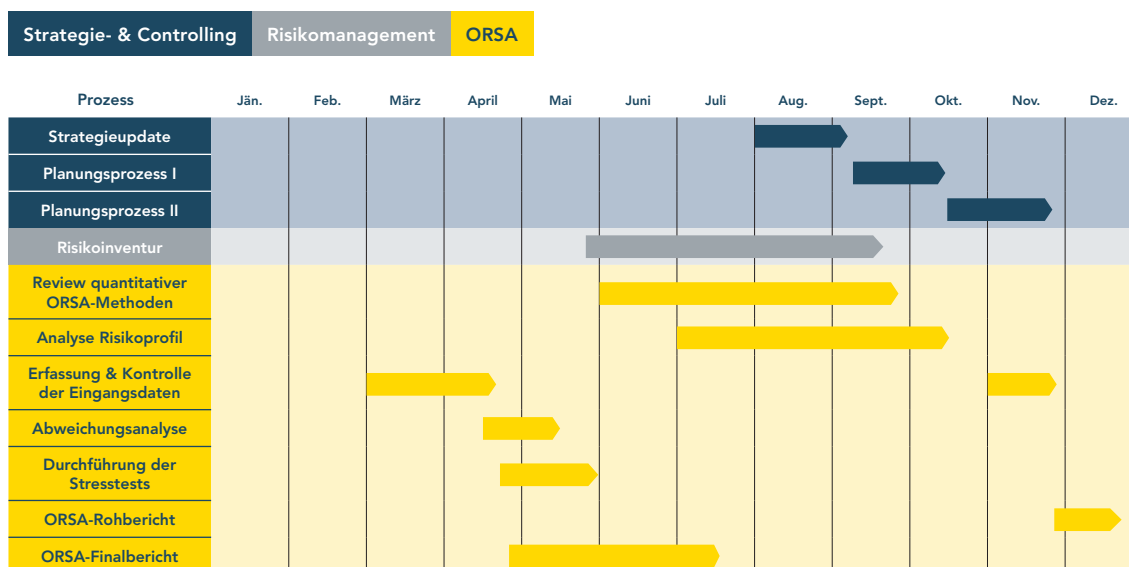 Strategie- & Controlling Risikomanagement ORSA
Prozess Jän. Feb. März April Mai Juni Juli Aug. Sept. Okt. Nov. Dez.
Strategieupdate
Planungsprozess I
Planungsprozess II
Risikoinventur
Review quantitativer
ORSA-Methoden
Analyse Risikoprofil
Erfassung & Kontrolle
der Eingangsdaten
Abweichungsanalyse
Durchführung der
Stresstests
ORSA-Rohbericht
ORSA-Finalbericht